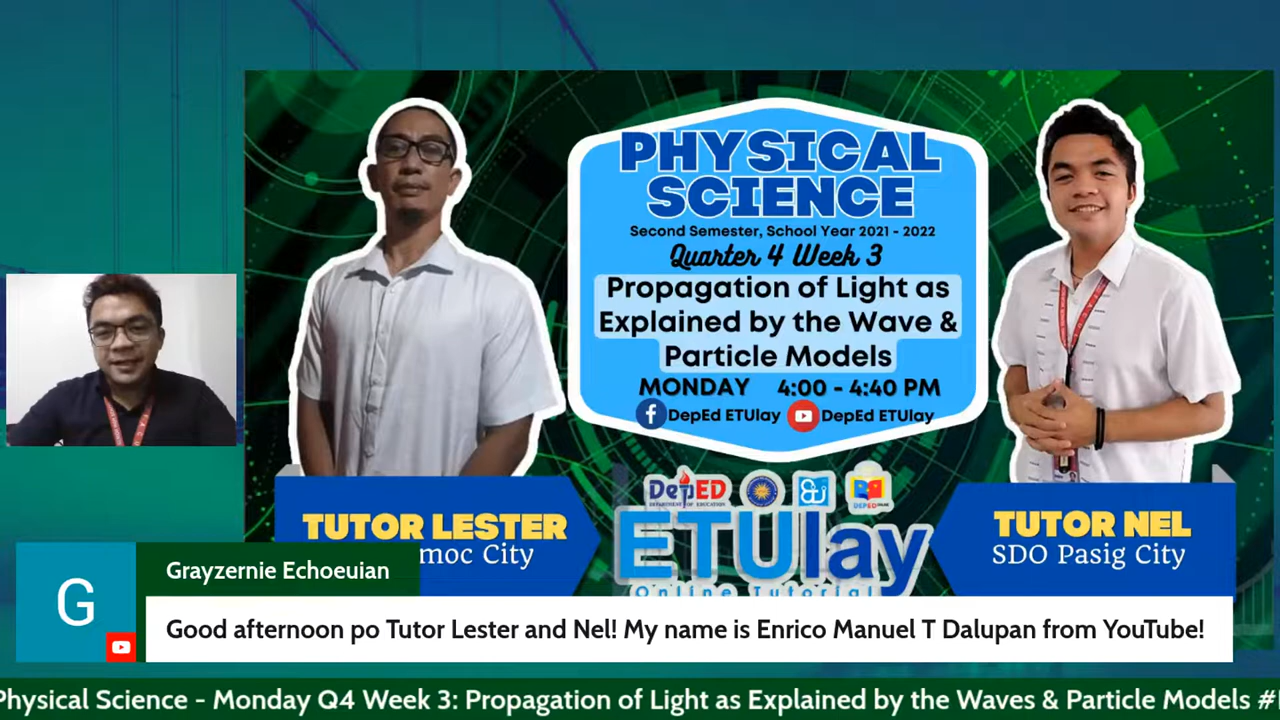 PHYSICAL
SCIENCE
Second Semester, School Year 2021 - 2022
Quarter 4 Week 3
Propagation of Light as
Explained by the Wave &
Particle Models
MONDAY 4:00 - 4:40 PM
DepEd ETUlay DepEd ETUlay
DepED
DEPARTMENT OF EDUCATION
DEPED
ETUlay
Online Tutorial
TUTOR LESTER
moc City
TUTOR NEL
SDO Pasig City
G
Grayzernie Echoeuian
Good afternoon po Tutor Lester and Nel! My name is Enrico Manuel T Dalupan from YouTube!
Physical Science - Monday Q4 Week 3: Propagation of Light as Explained by the Waves & Particle Models #